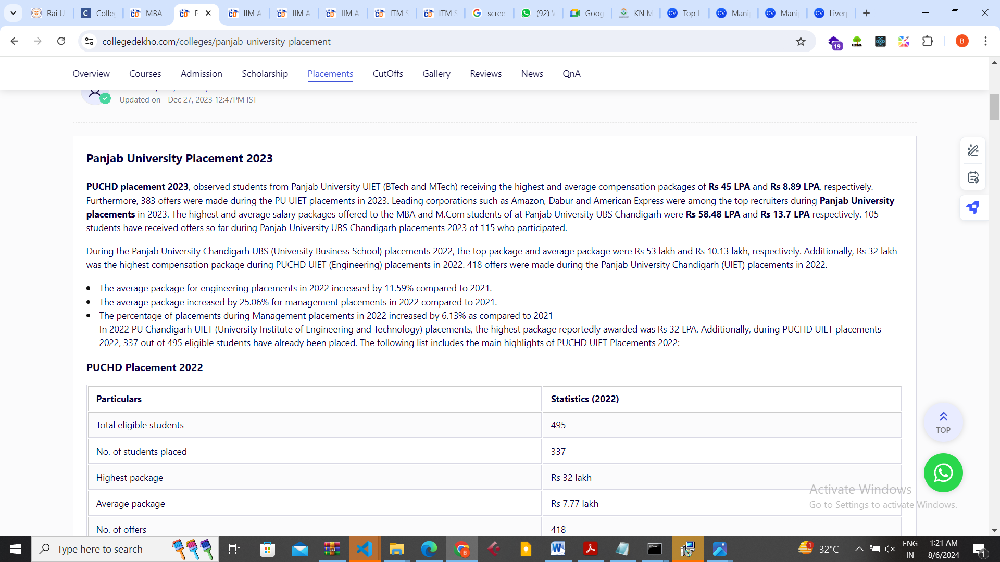 Rai U
Colle
MBA
F
IIM A
IIM A
IIM A
ITM S
ITM S
scree
(92) W
Goog
KN M
Top L
Mani
Mani
Liver
collegedekho.com/colleges/panjab-university-placement
19
HTML
B
Overview Courses Admission Scholarship Placements CutOffs Gallery Reviews News QnA
Updated on - Dec 27, 2023 12:47PM IST
Panjab University Placement 2023
PUCHD placement 2023, observed students from Panjab University UIET (BTech and MTech) receiving the highest and average compensation packages of Rs 45 LPA and Rs 8.89 LPA, respectively.
Furthermore, 383 offers were made during the PU UIET placements in 2023. Leading corporations such as Amazon, Dabur and American Express were among the top recruiters during Panjab University
placements in 2023. The highest and average salary packages offered to the MBA and M.Com students of at Panjab University UBS Chandigarh were Rs 58.48 LPA and Rs 13.7 LPA respectively. 105
students have received offers so far during Panjab University UBS Chandigarh placements 2023 of 115 who participated.
During the Panjab University Chandigarh UBS (University Business School) placements 2022, the top package and average package were Rs 53 lakh and Rs 10.13 lakh, respectively. Additionally, Rs 32 lakh
was the highest compensation package during PUCHD UIET (Engineering) placements in 2022. 418 offers were made during the Panjab University Chandigarh (UIET) placements in 2022.
• The average package for engineering placements in 2022 increased by 11.59% compared to 2021.
• The average package increased by 25.06% for management placements in 2022 compared to 2021.
• The percentage of placements during Management placements in 2022 increased by 6.13% as compared to 2021
In 2022 PU Chandigarh UIET (University Institute of Engineering and Technology) placements, the highest package reportedly awarded was Rs 32 LPA. Additionally, during PUCHD UIET placements
2022, 337 out of 495 eligible students have already been placed. The following list includes the main highlights of PUCHD UIET Placements 2022:
PUCHD Placement 2022
Particulars Statistics (2022)
Total eligible students 495
No. of students placed 337
Highest package Rs 32 lakh
Average package Rs 7.77 lakh
No. of offers 418
TOP
Activate Windows
Go to Settings to activate Windows.
Type here to search
1
32°C
ENG
IN
1:21 AM
8/6/2024
1